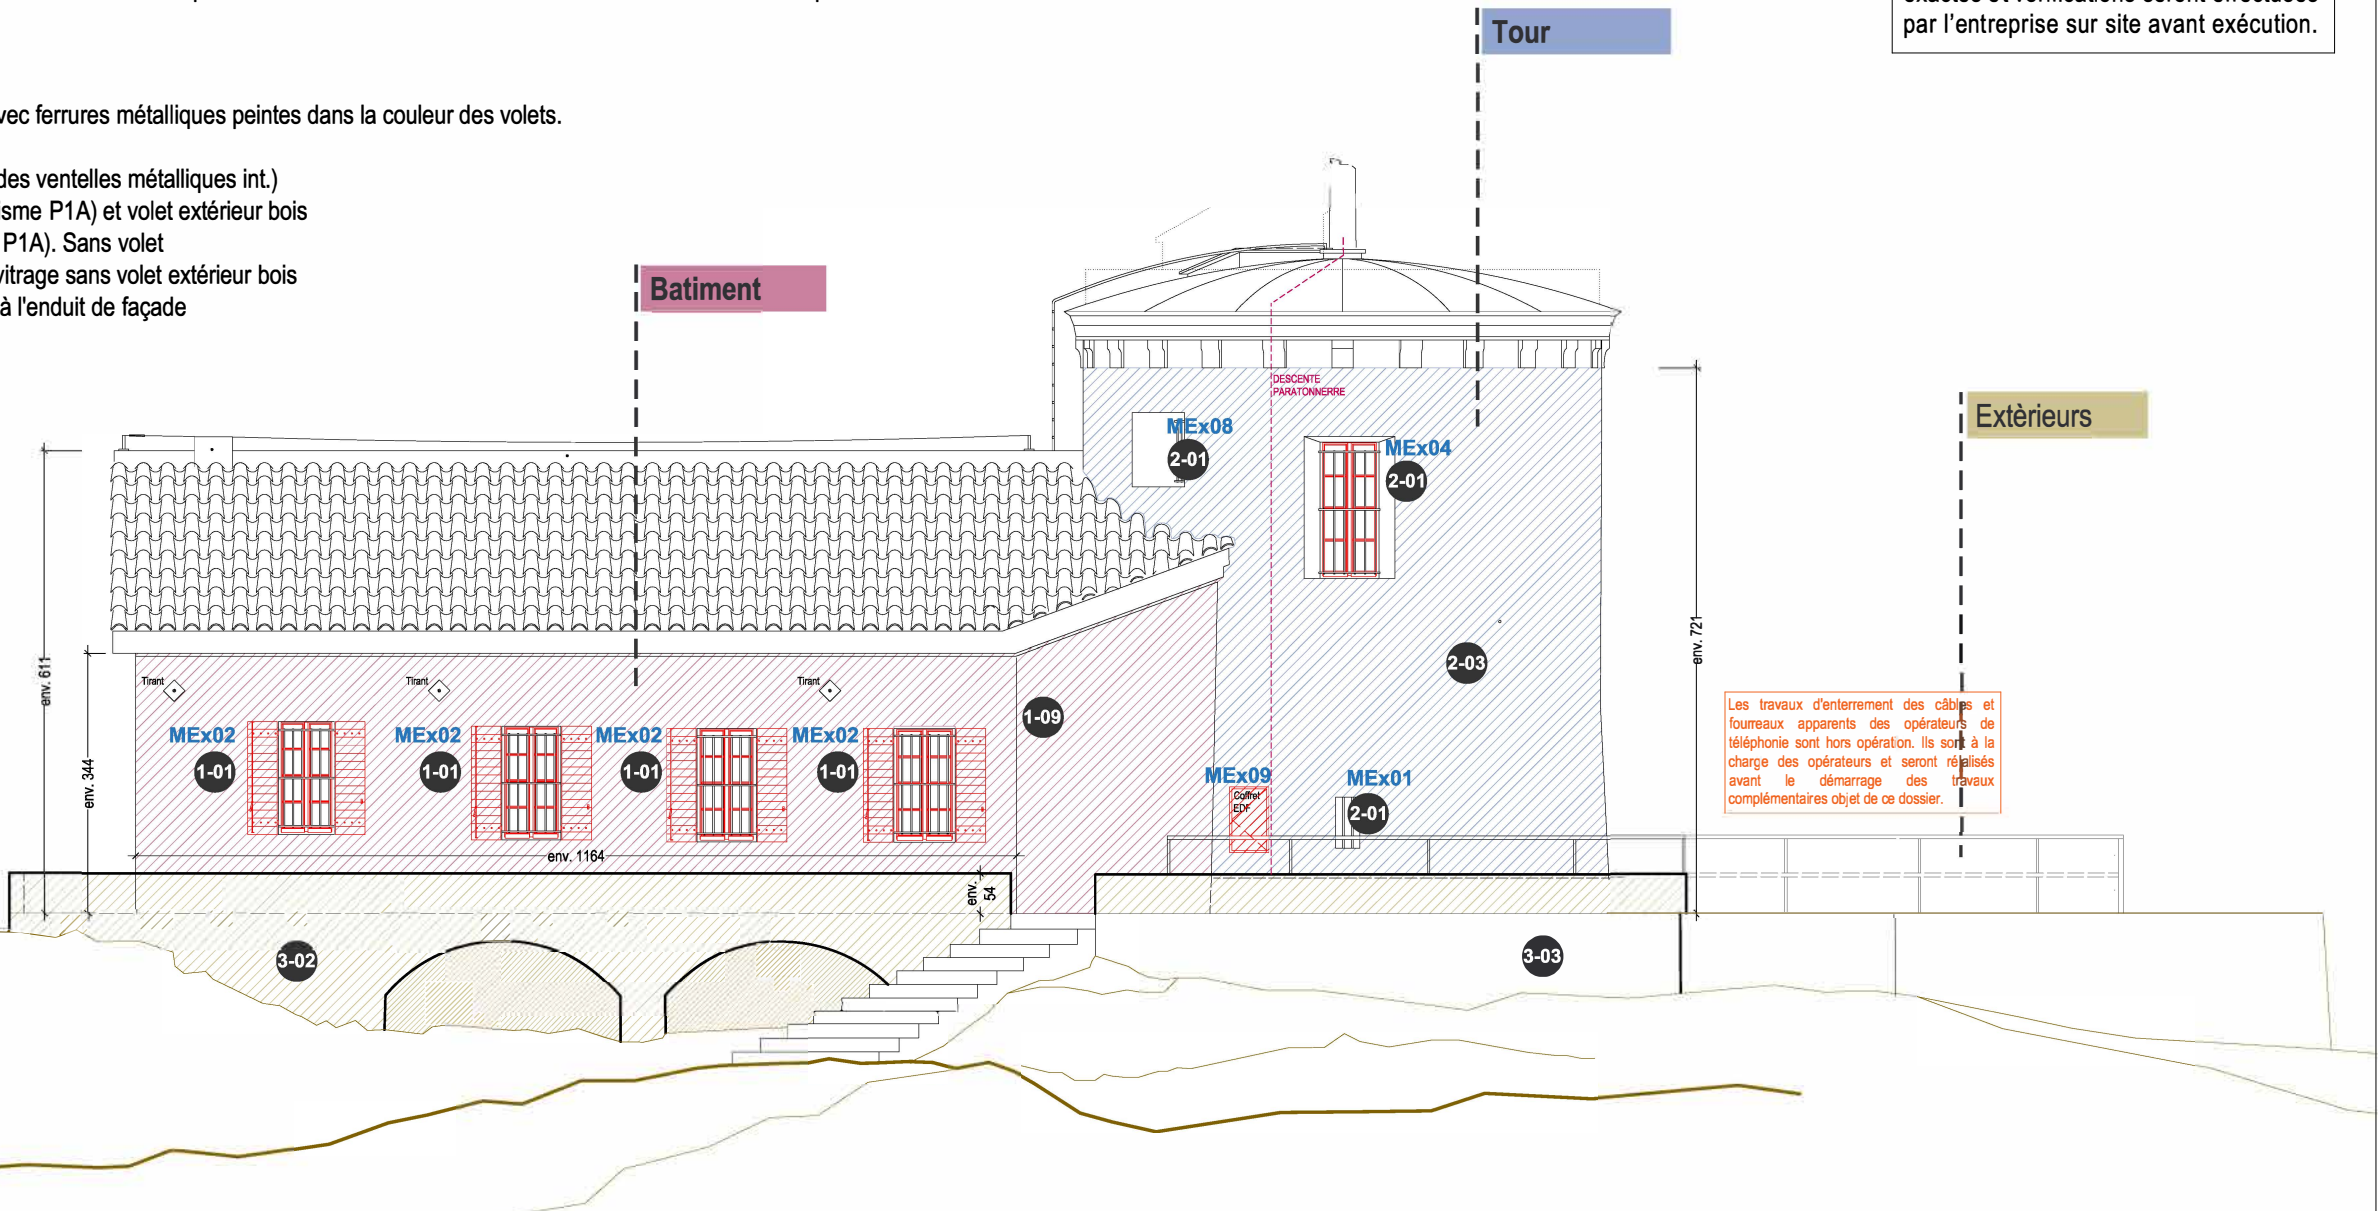 par l'entreprise sur site avant exécution.
Tour
vec ferrures métalliques peintes dans la couleur des volets.
des ventelles métalliques int.)
isme P1A) et volet extérieur bois
P1A). Sans volet
vitrage sans volet extérieur bois
à l'enduit de façade
Batiment
DESCENTE
PARATONNERRE
Extèrieurs
MEx08
2-01
MEx04
2-01
env. 611
env. 721
2-03
Tirant
Tirant
Tirant
1-09
Les travaux d'enterrement des câbles et
fourreaux apparents des opérateurs de
téléphonie sont hors opération. Ils sont à la
charge des opérateurs et seront réalisés
avant le démarrage des travaux
complémentaires objet de ce dossier.
MEx02
MEx02
MEx02
MEx02
1-01
1-01
1-01
1-01
env. 344
MEx09
Coffret
EDF
MEx01
2-01
env. 1164
env.
54
3-02
3-03